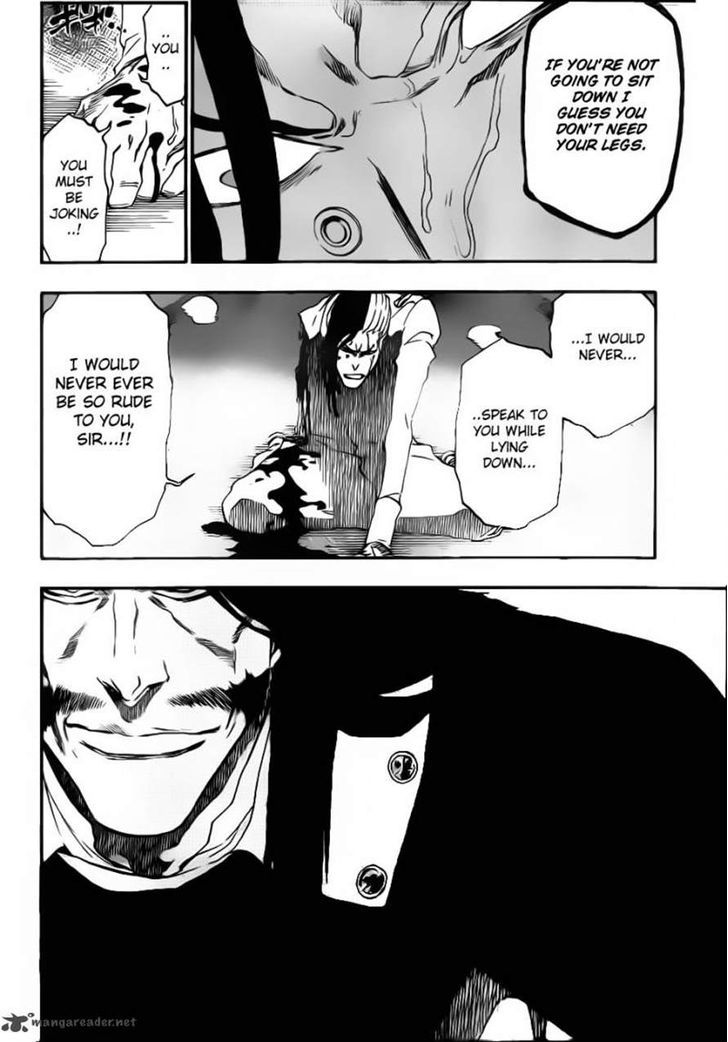 IF YOU'RE NOT
GOING TO SIT
DOWN I
GUESS YOU
DON'T NEED
YOUR LEGS.
..
YOU
..
YOU
MUST
BE
JOKING
..!
...I WOULD
NEVER...
..SPEAK TO
YOU WHILE
LYING
DOWN...
I WOULD
NEVER EVER
BE SO RUDE
TO YOU,
SIR...!!
mangareader.net